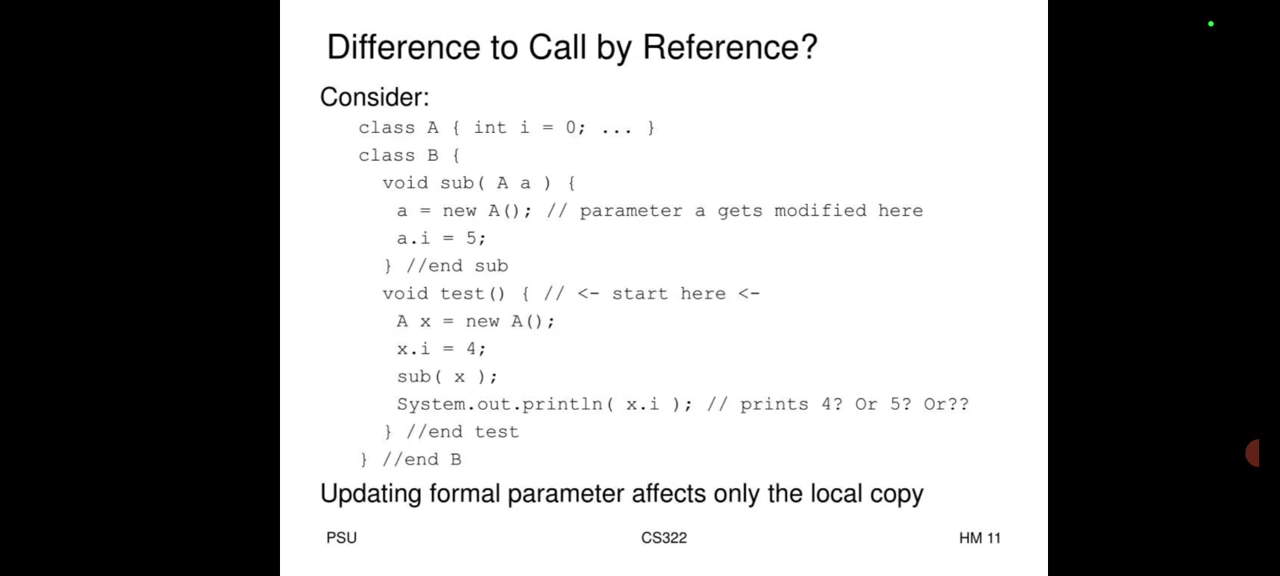 Difference to Call by Reference?
Consider:
class A { int i = 0; ... }
class B {
void sub( A a ) {
a = new A(); // parameter a gets modified here
a.i = 5;
} //end sub
void test() { // <- start here <-
A x = new A();
x.i = 4;
sub( x );
System.out.println( x.i ); // prints 4? Or 5? Or??
} //end test
} //end B
Updating formal parameter affects only the local copy
PSU CS322 HM 11